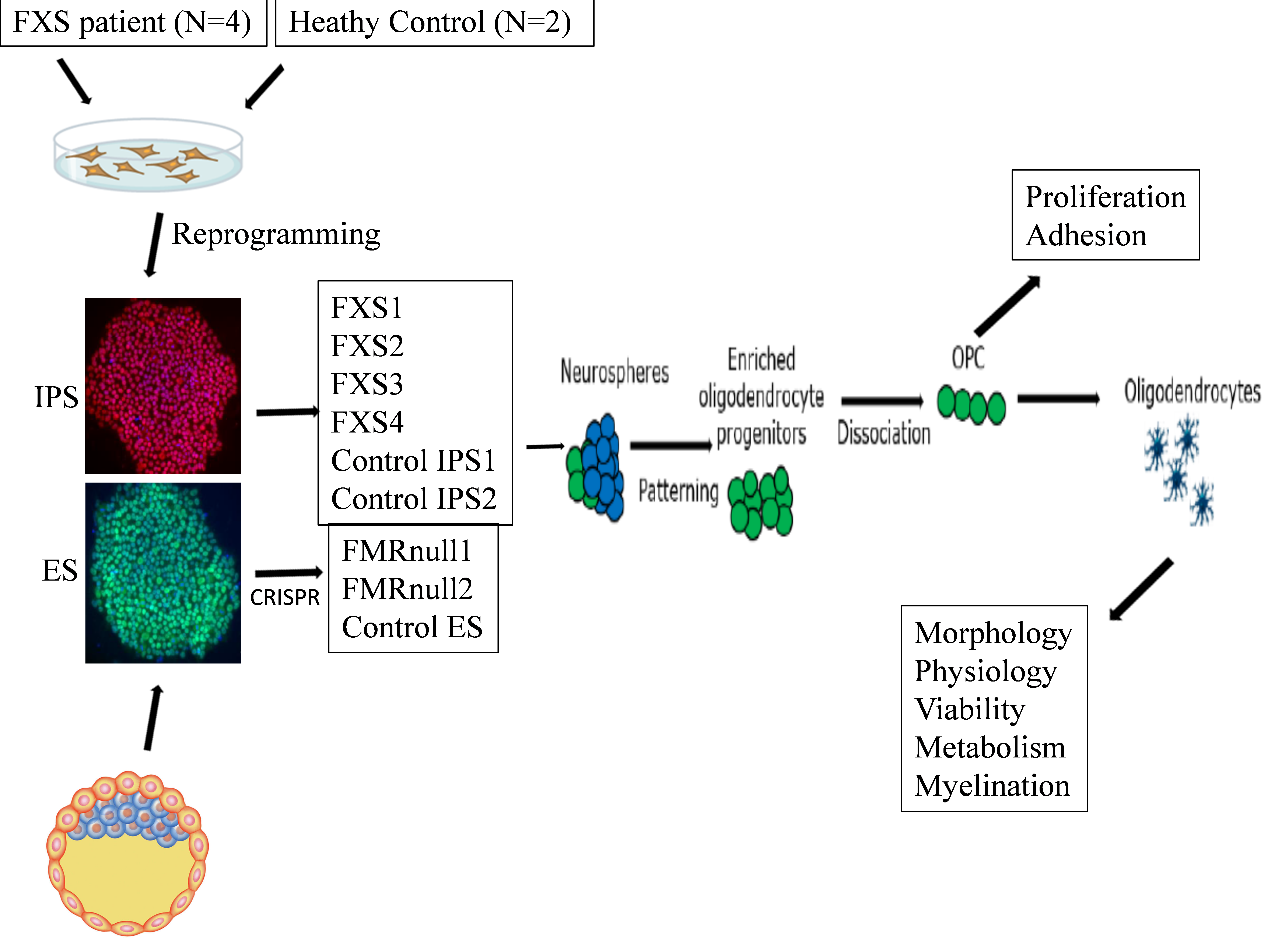 FXS patient (N=4)
Heathy Control (N=2)
Reprogramming
IPS
FXS1
FXS2
FXS3
FXS4
Control IPS1
Control IPS2
ES
CRISPR
FMRnull1
FMRnull2
Control ES
Neurospheres
Patterning
Enriched
oligodendrocyte
progenitors
Dissociation
OPC
Proliferation
Adhesion
Oligodendrocytes
Morphology
Physiology
Viability
Metabolism
Myelination